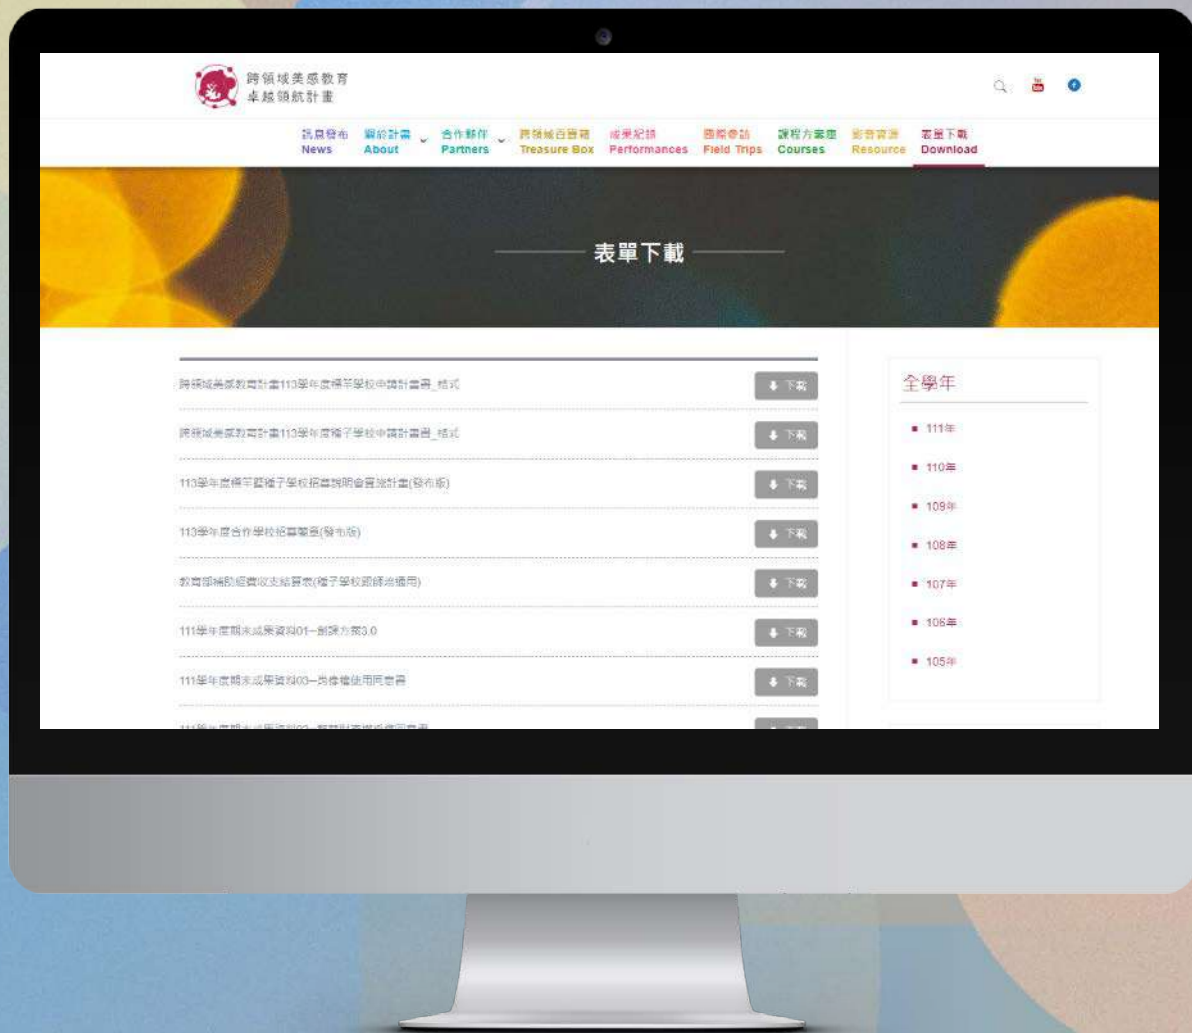 跨領域美感教育
卓越領航計畫
訊息發布 關於計畫 合作夥伴 跨領域百寶箱 成果紀錄 國際參訪 課程方案庫 影音資源 表單下載
News About Partners Treasure Box Performances Field Trips Courses Resource Download
表單下載
跨領域美感教育計畫113學年度標竿學校申請計畫書_格式 下載
跨領域美感教育計畫113學年度種子學校申請計畫書_格式 下載
113學年度標竿暨種子學校招募說明會實施計畫(發布版) 下載
113學年度合作學校招募簡章(發布版) 下載
教育部補助經費收支結算表(種子學校 適用) 下載
111學年度期末成果資料01—創課方案3.0 下載
111學年度期末成果資料03—肖像權使用同意書 下載
全學年
111年
110年
109年
108年
107年
106年
105年